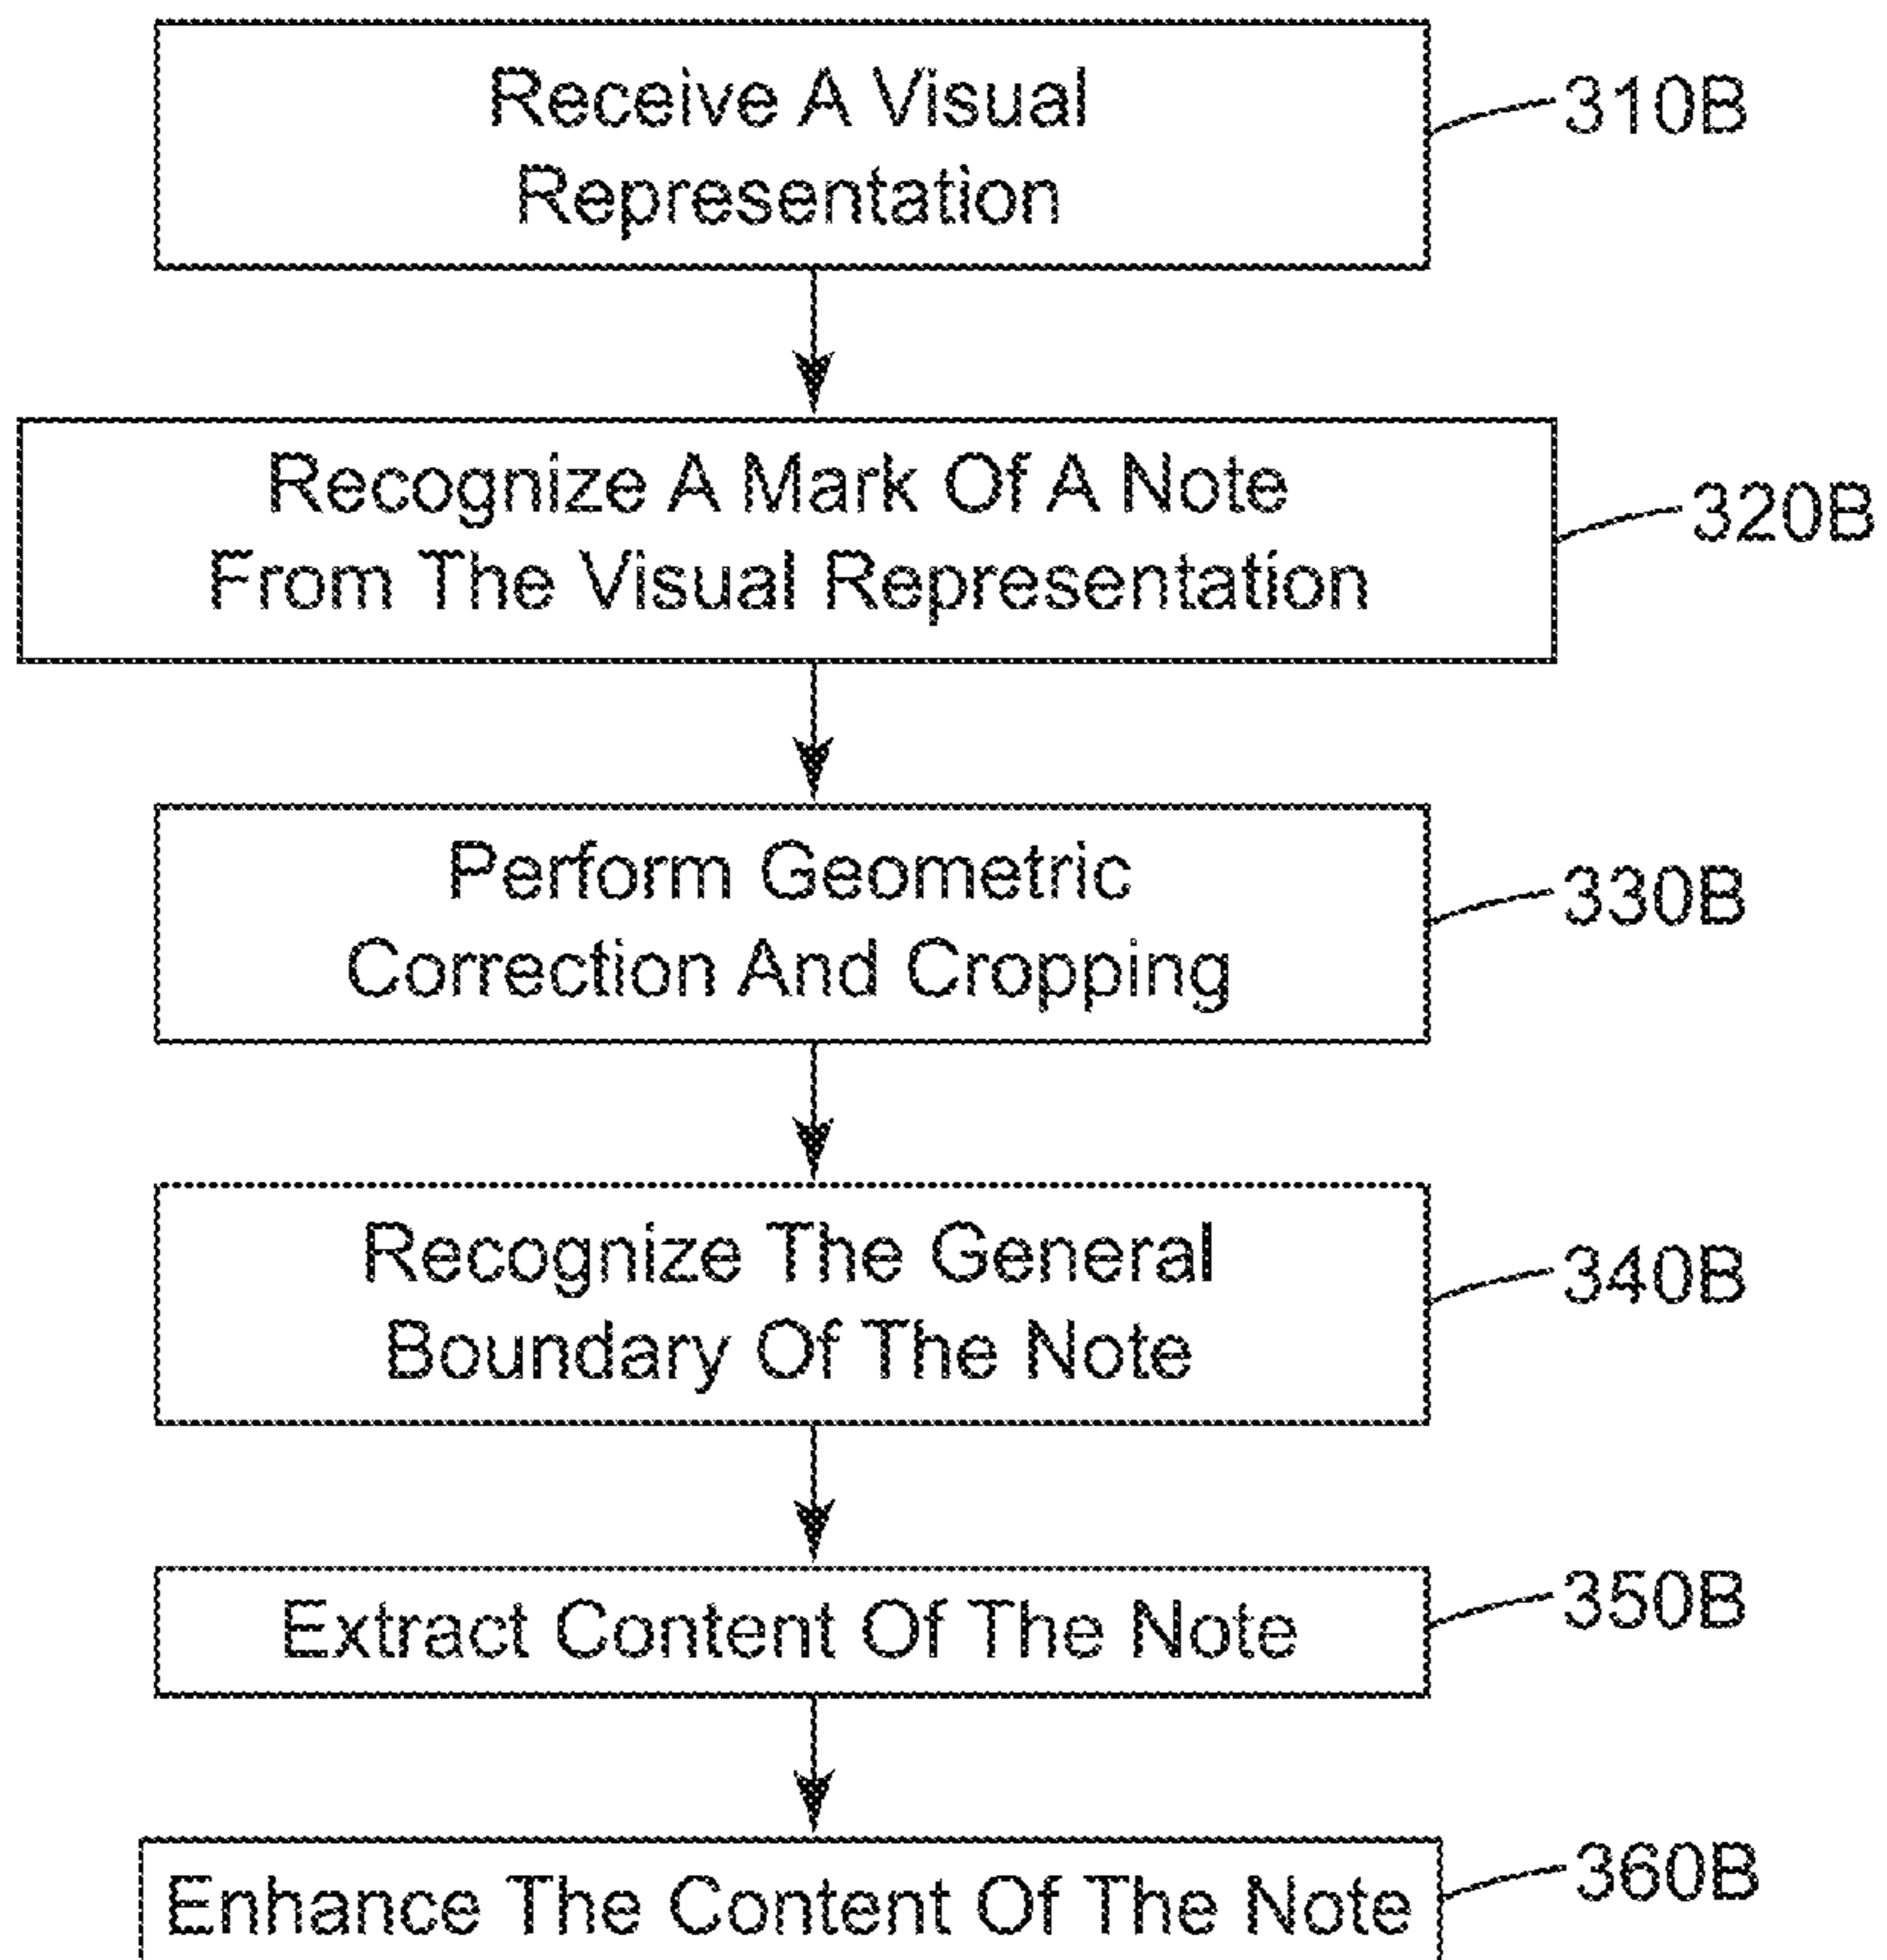 Receive A Visual
Representation
310B
Recognize A Mark Of A Note
From The Visual Representation
320B
Perform Geometric
Correction And Cropping
330B
Recognize The General
Boundary Of The Note
340B
Extract Content Of The Note
350B
Enhance The Content Of The Note
360B